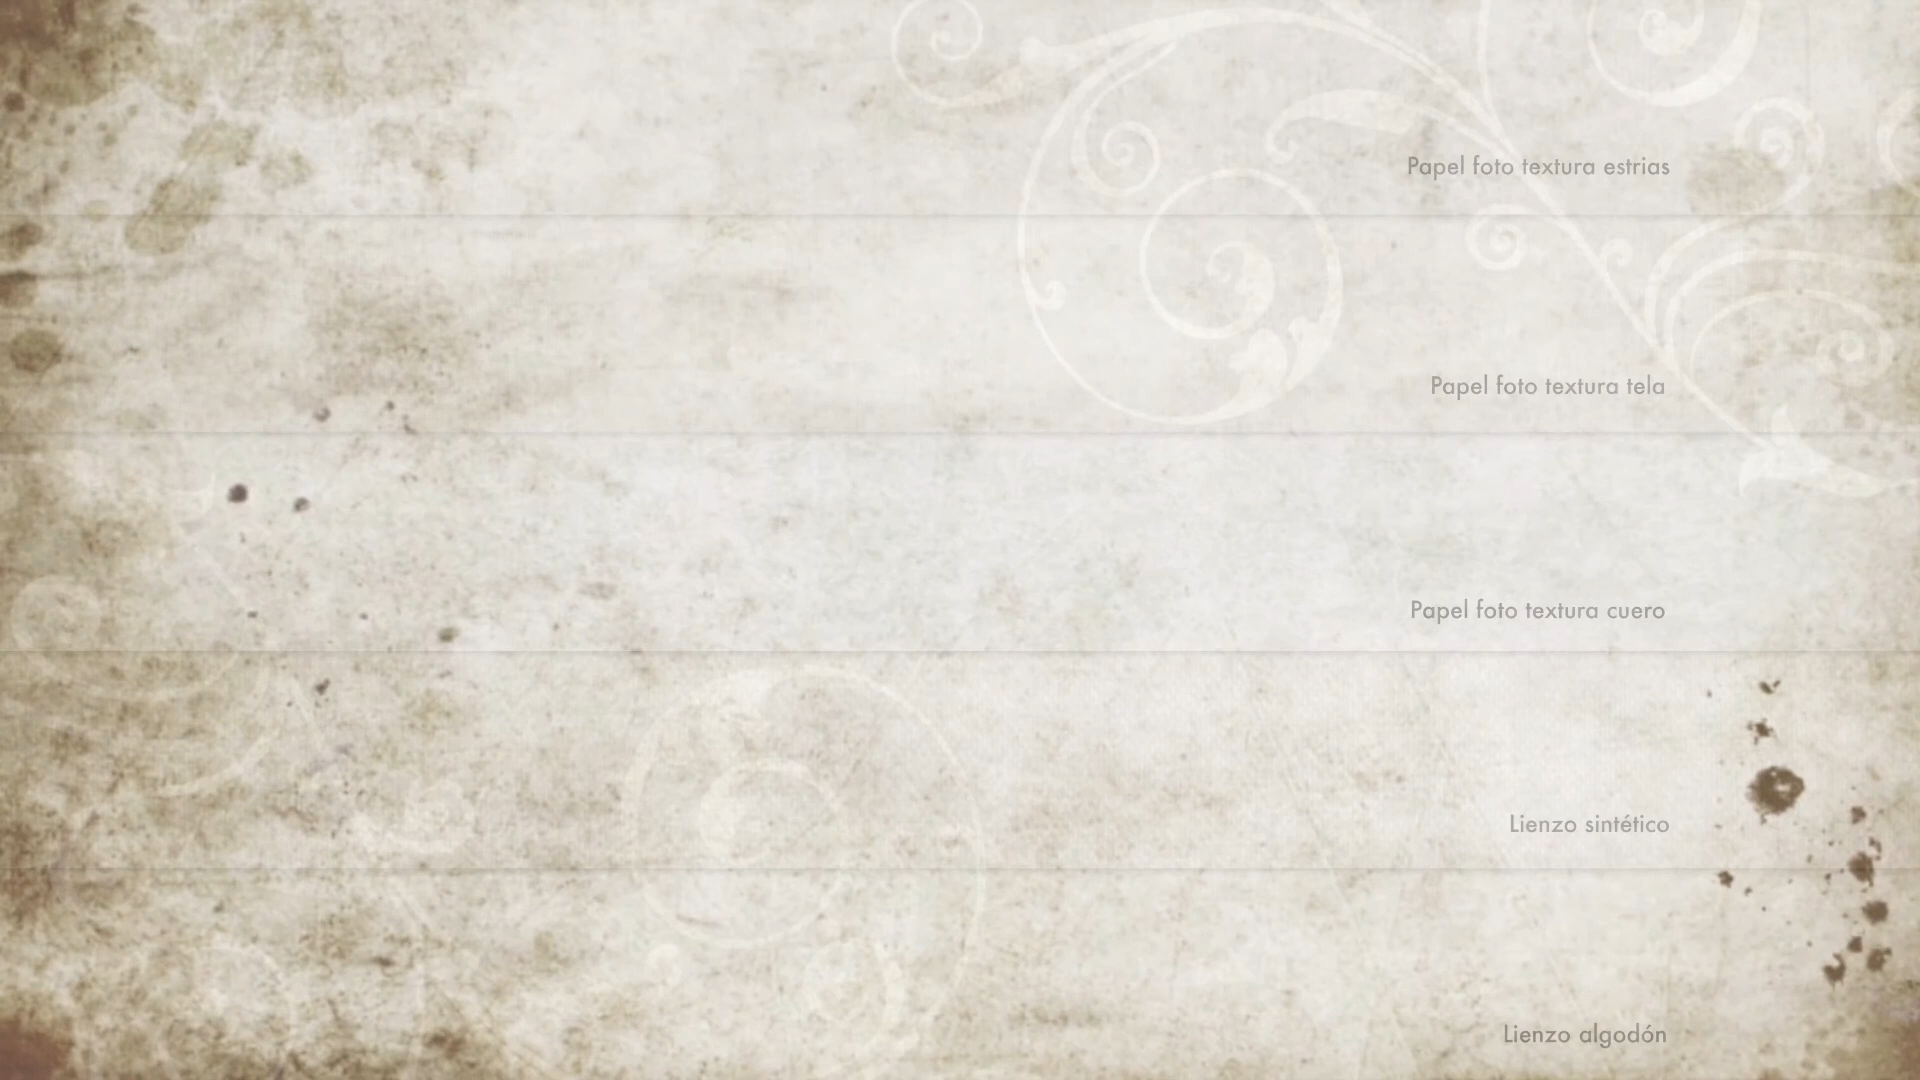 Papel foto textura estrias
Papel foto textura tela
Papel foto textura cuero
Lienzo sintético
Lienzo algodón